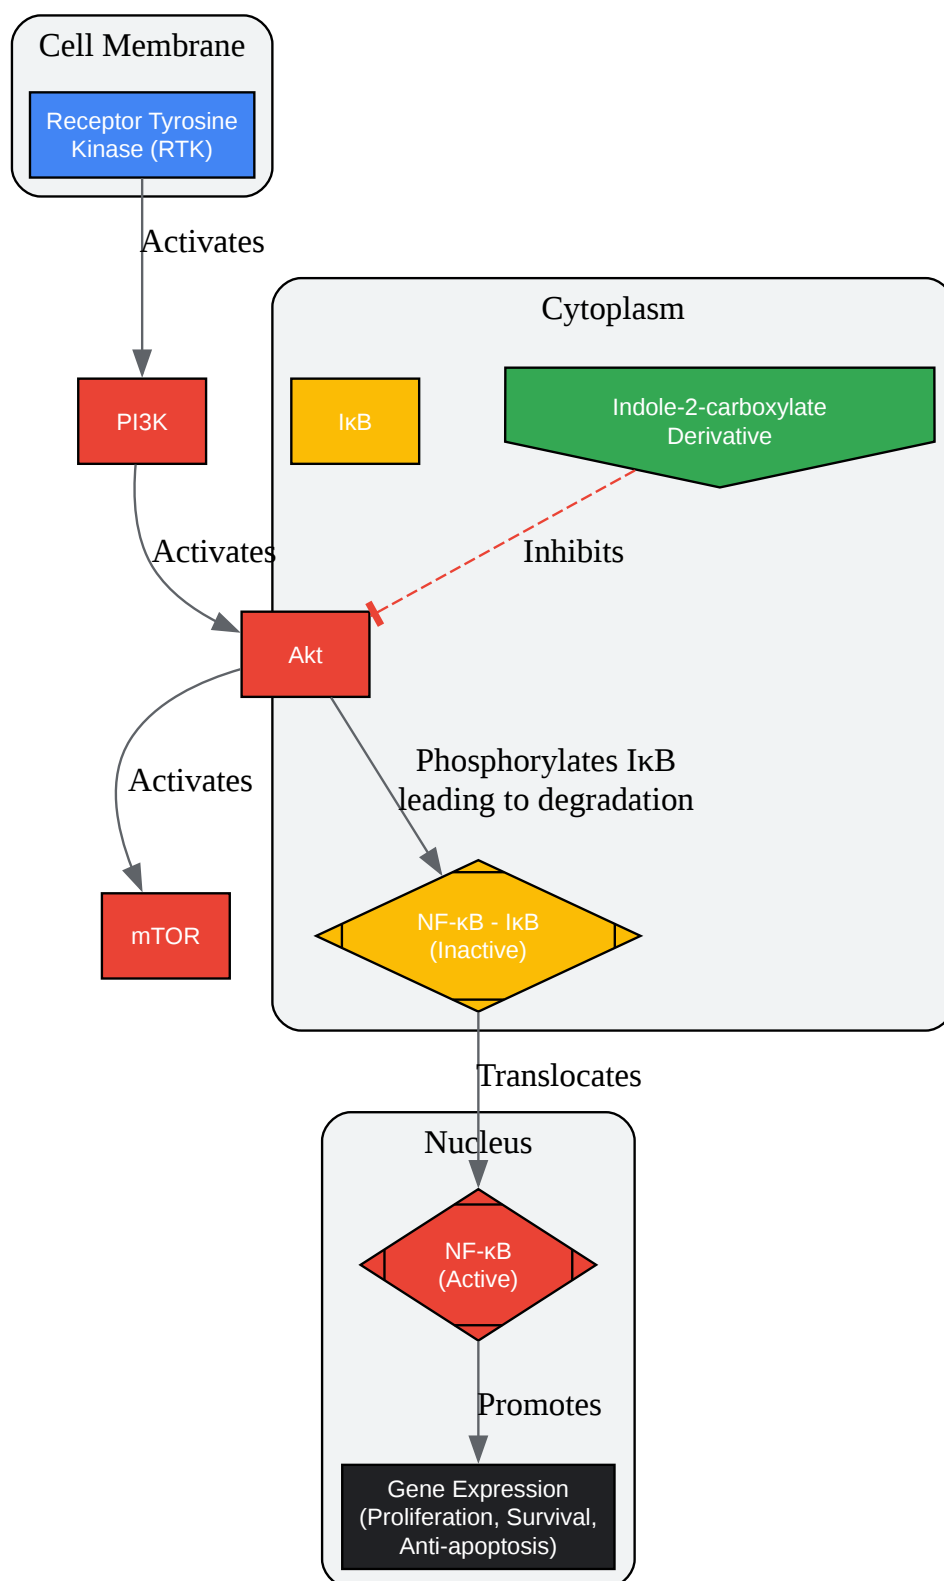 Cell Membrane
Receptor Tyrosine
Kinase (RTK)
Activates
Cytoplasm
PI3K
IκB
Indole-2-carboxylate
Derivative
Activates
Inhibits
Akt
Activates
Phosphorylates IκB
leading to degradation
mTOR
NF-κB - IκB
(Inactive)
Translocates
Nucleus
NF-κB
(Active)
Promotes
Gene Expression
(Proliferation, Survival,
Anti-apoptosis)